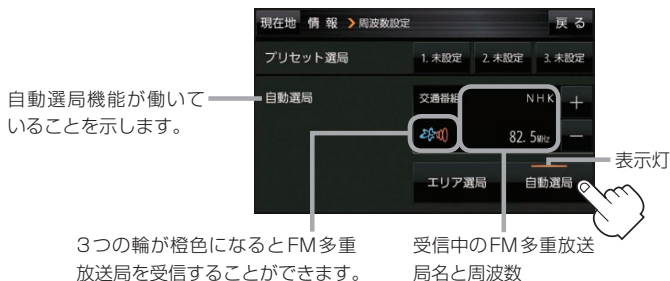 現在地 情 報 > 周波数設定 戻 る
プリセット選局 1. 未設定 2. 未設定 3. 未設定
自動選局 交通番組 NHK +
82. 5MHz −
エリア選局 自動選局
自動選局機能が働いて
いることを示します。
表示灯
3つの輪が橙色になるとFM多重
放送局を受信することができます。
受信中のFM多重放送
局名と周波数